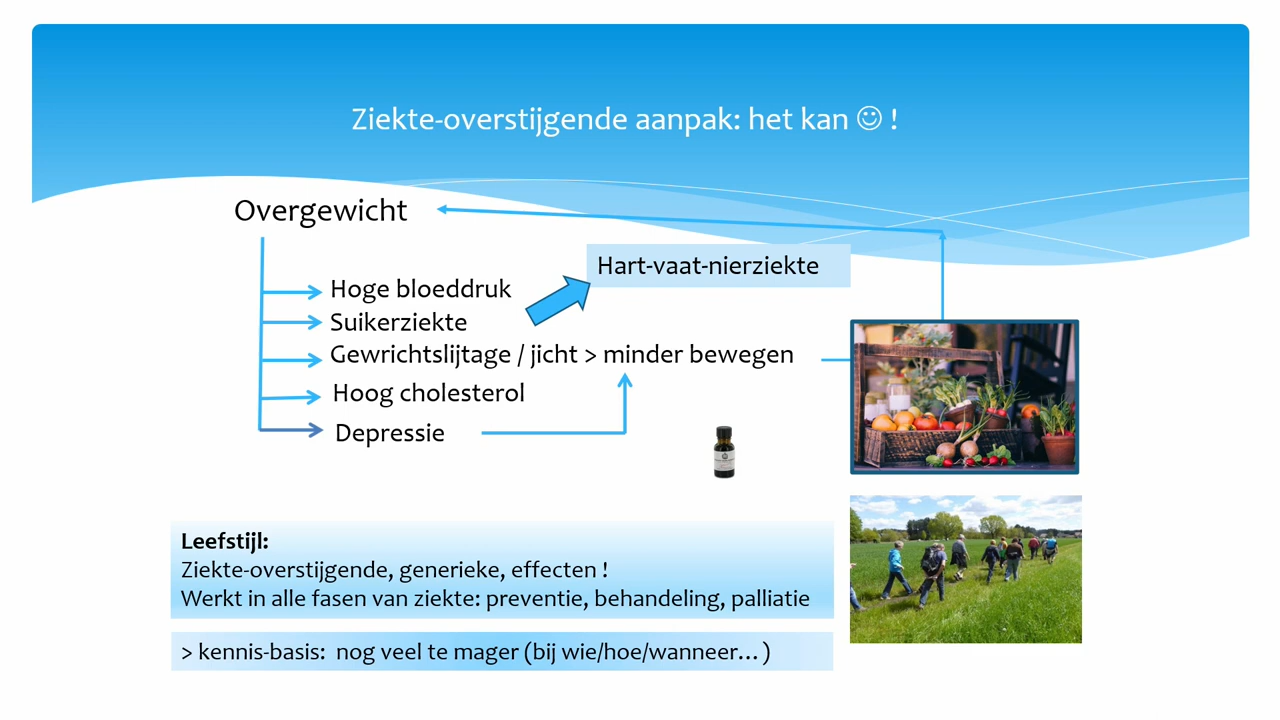 Ziekte-overstijgende aanpak: het kan ☺ !
Overgewicht
Hart-vaat-nierziekte
Hoge bloeddruk
Suikerziekte
Gewrichtslijtage / jicht > minder bewegen
Hoog cholesterol
Depressie
Leefstijl:
Ziekte-overstijgende, generieke, effecten !
Werkt in alle fasen van ziekte: preventie, behandeling, palliatie
> kennis-basis: nog veel te mager (bij wie/hoe/wanneer... )